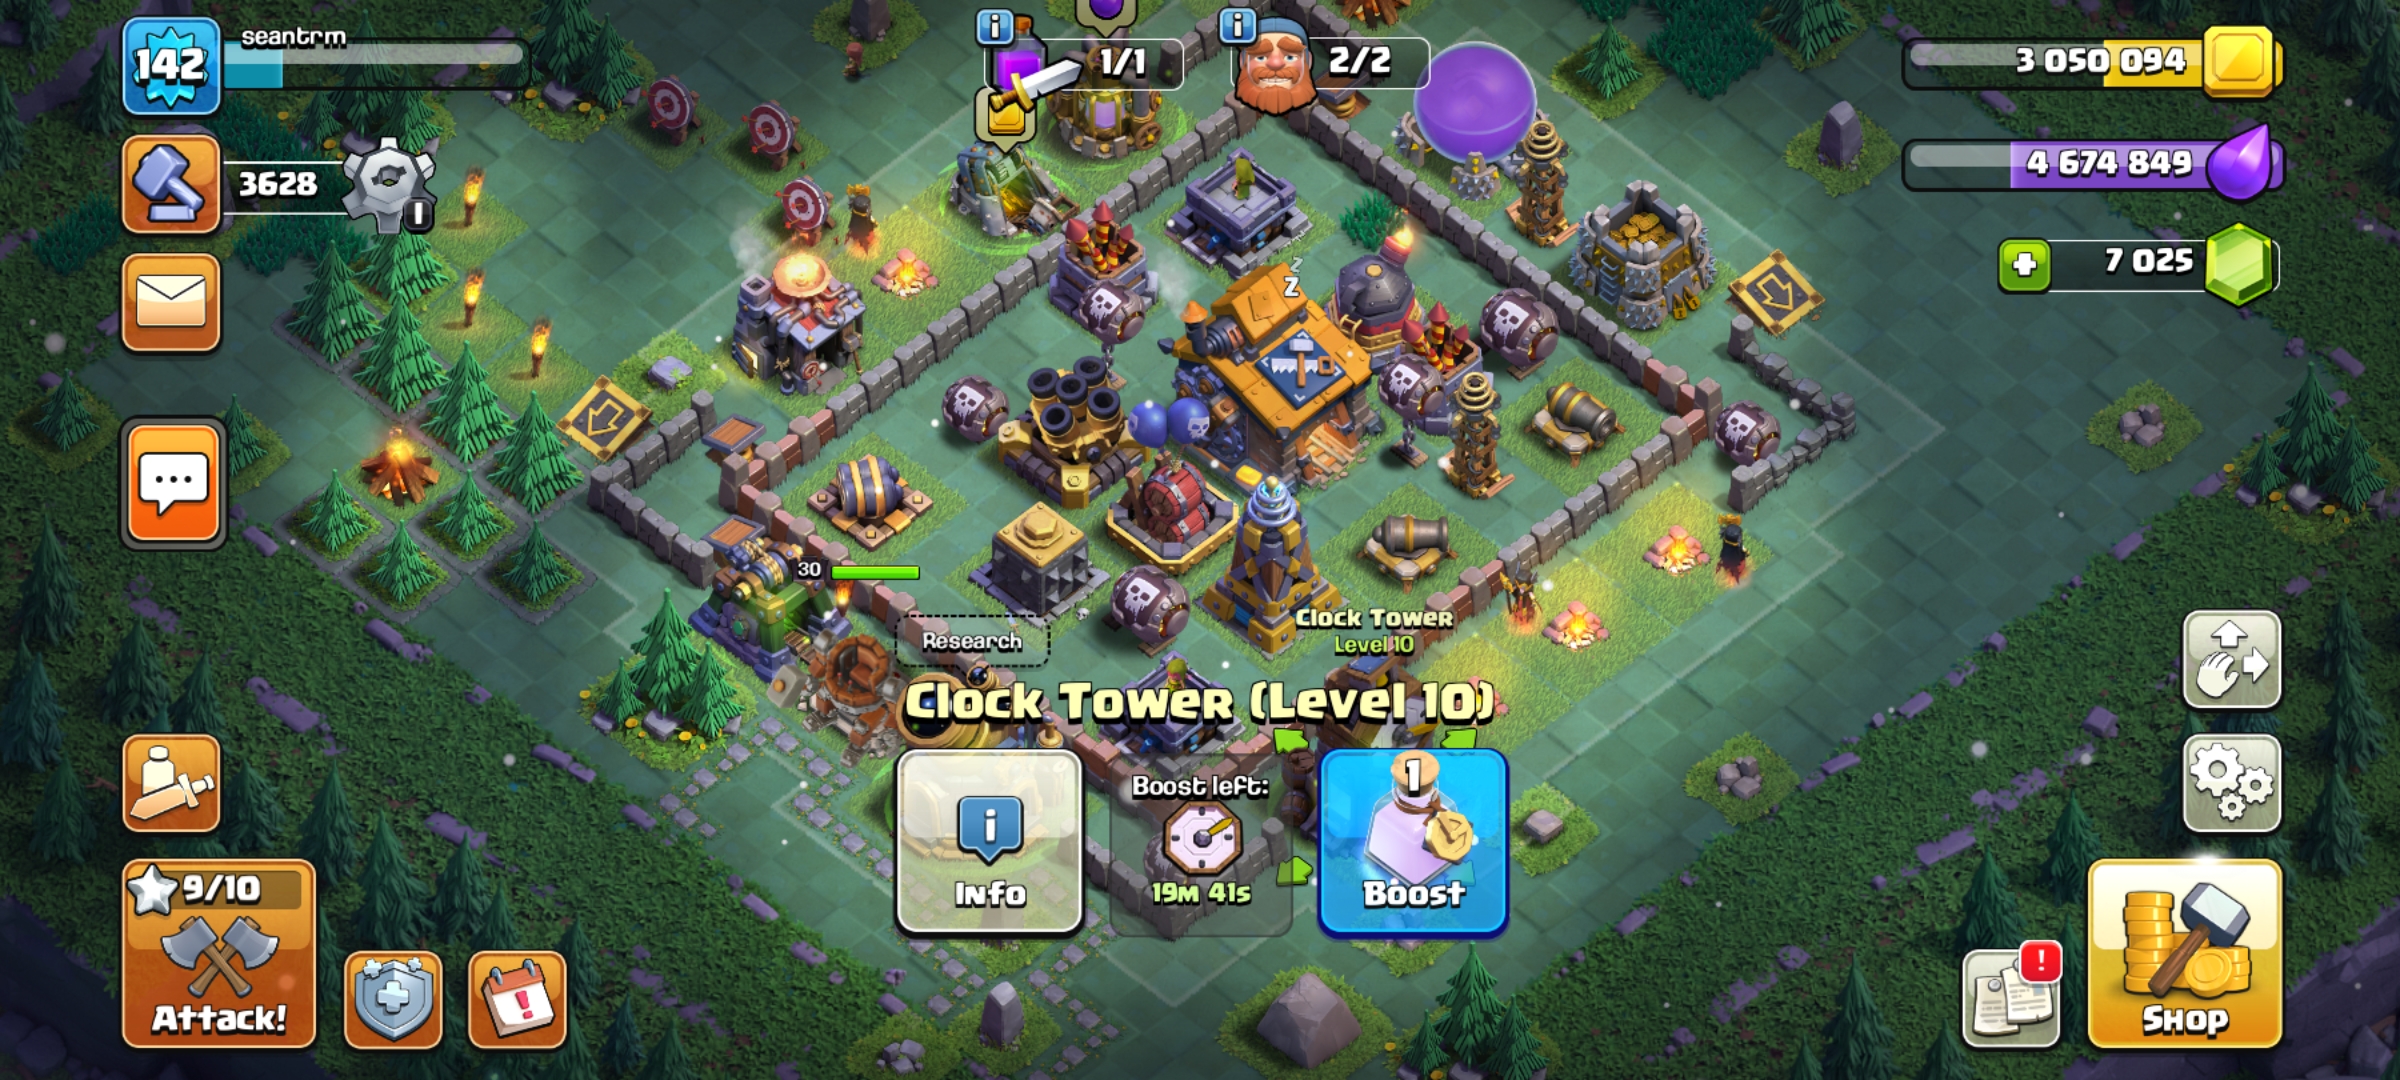 142
seantrm
1/1
2/2
3 050 094
3628
I
4 674 849
7 025
z
z
30
Research
Clock Tower
Level 10
Clock Tower (Level 10)
Info
Boost left:
19m 41s
1
Boost
9/10
Attack!
!
Shop